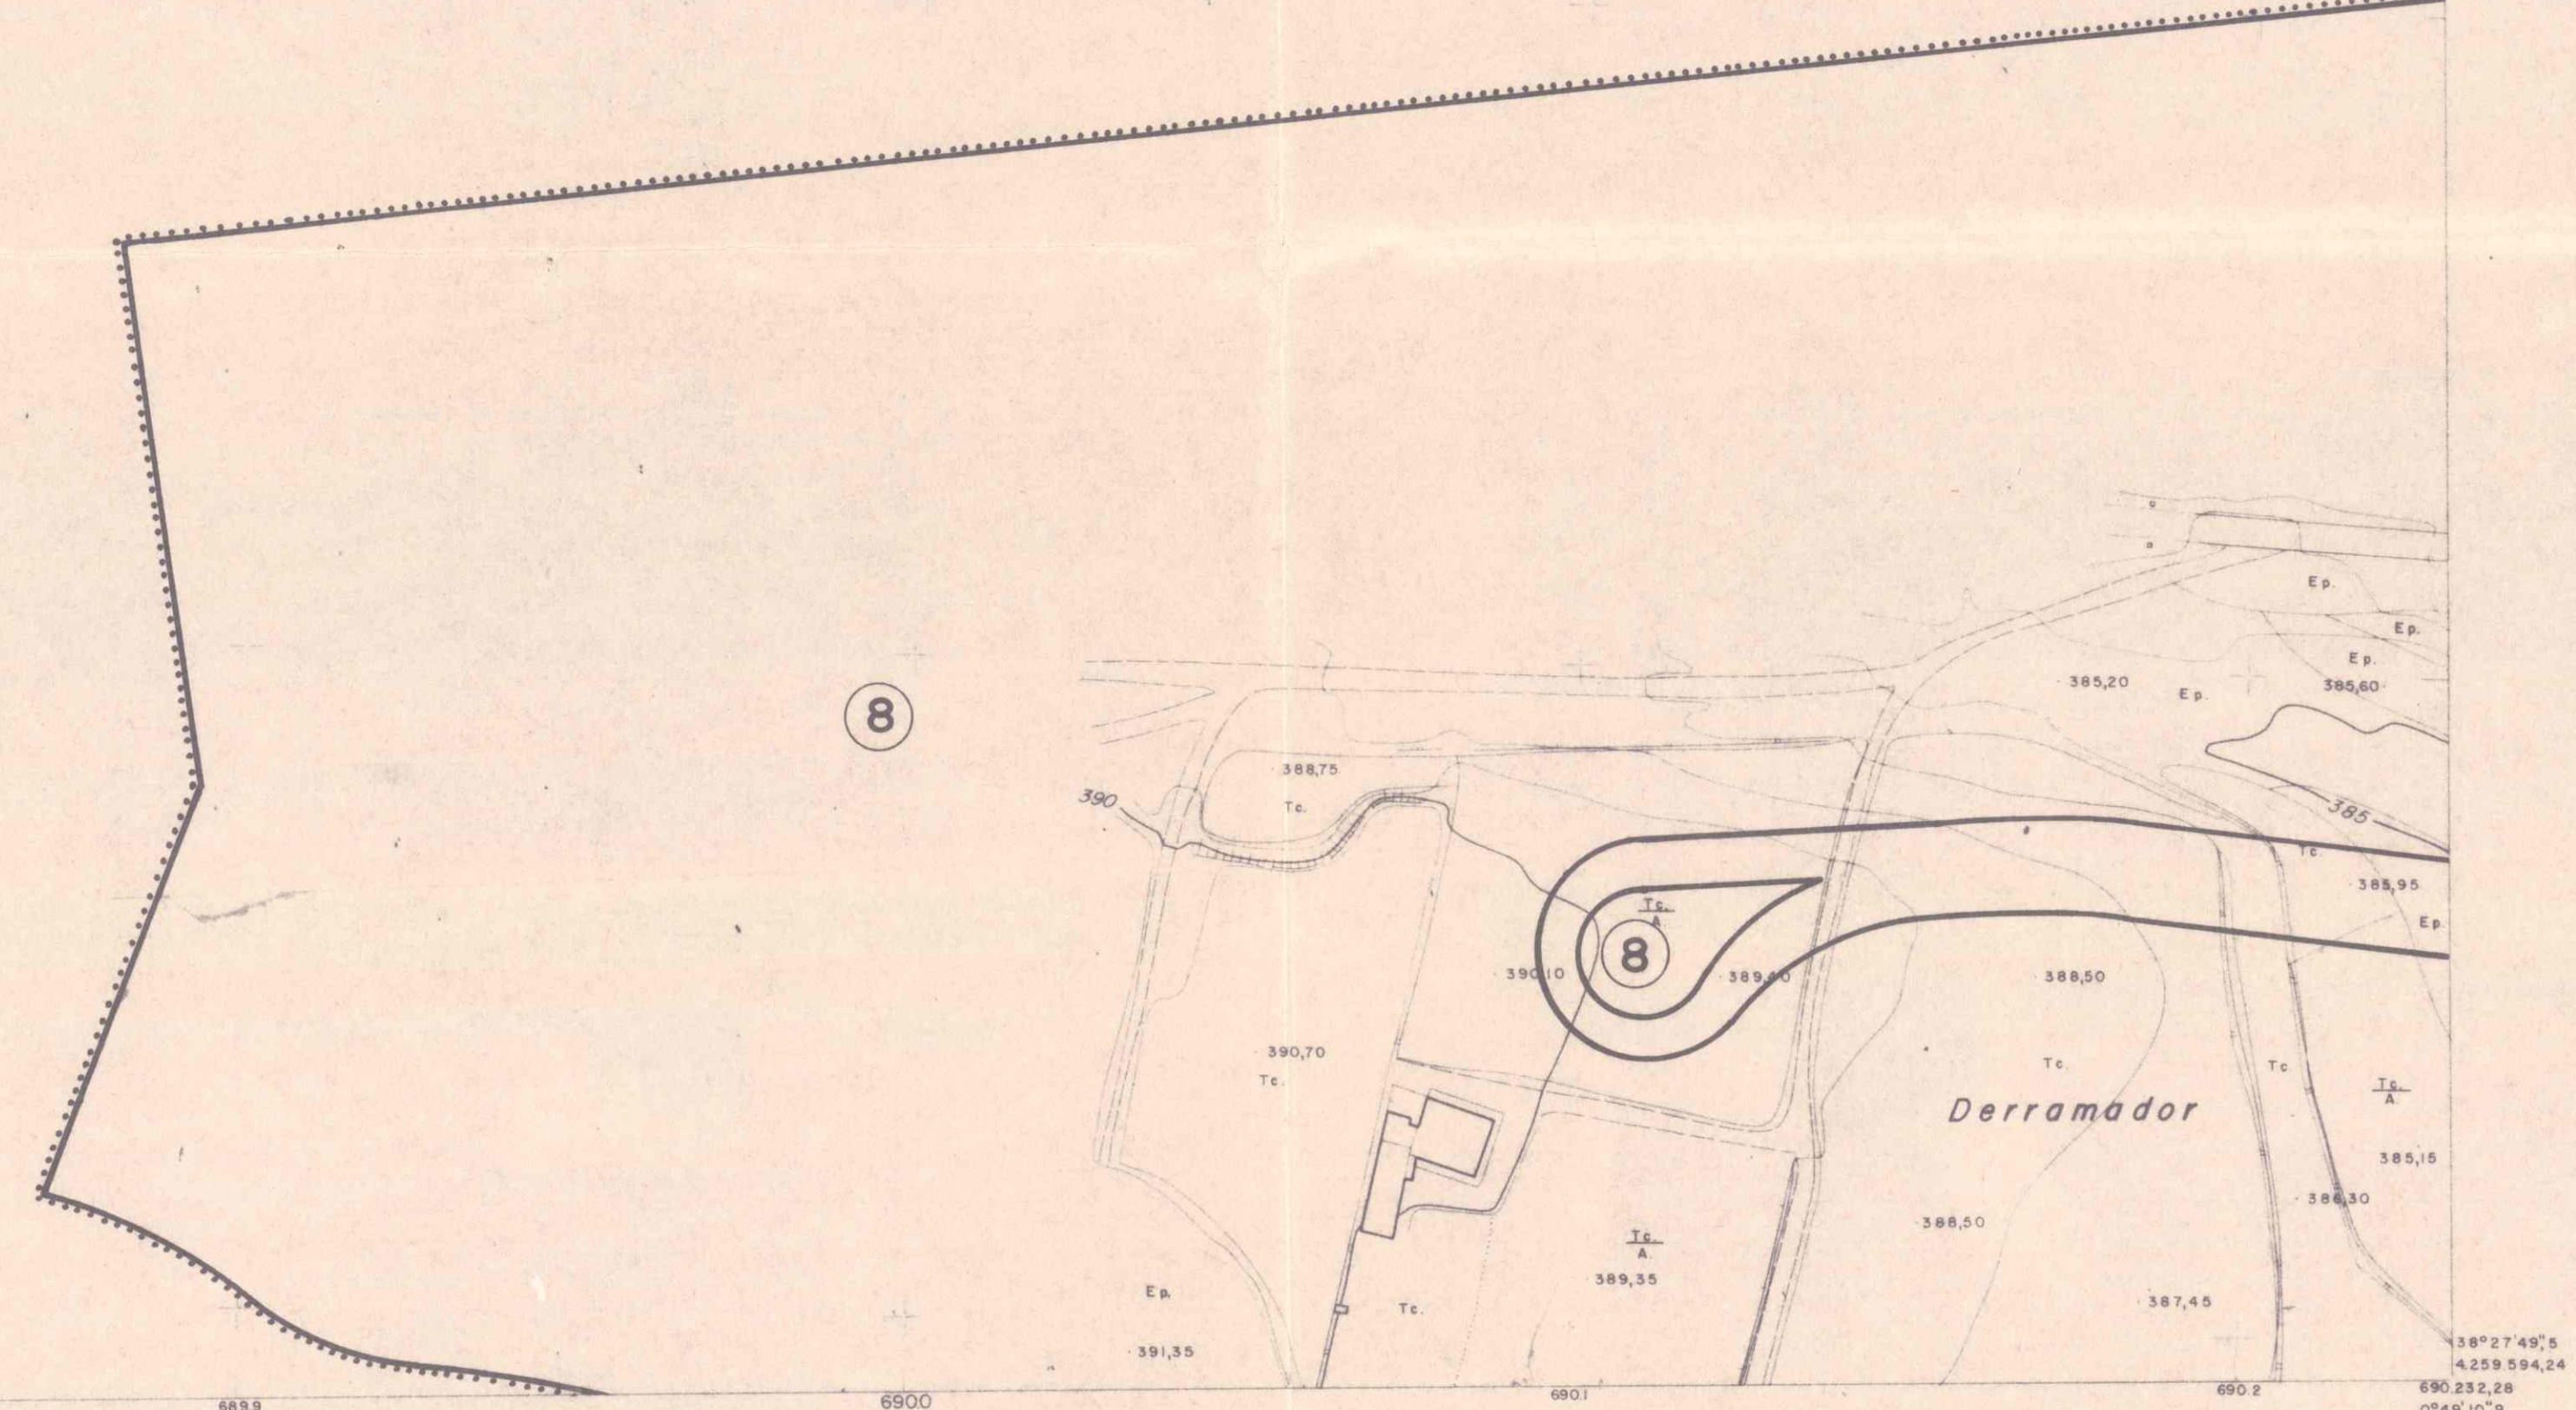 Ep.
Ep.
Ep.
385,20
Ep.
385,60
8
388,75
390
Tc.
385
Tc.
385,95
Tc.
A
Ep.
8
390,10
389,40
388,50
390,70
Tc.
Tc.
Tc.
Tc.
A.
Derramador
385,15
386,30
388,50
Tc.
A.
389,35
Ep.
Tc.
387,45
391,35
38°27'49",5
4.259.594,24
689.9
690.0
690.1
690.2
690.232,28